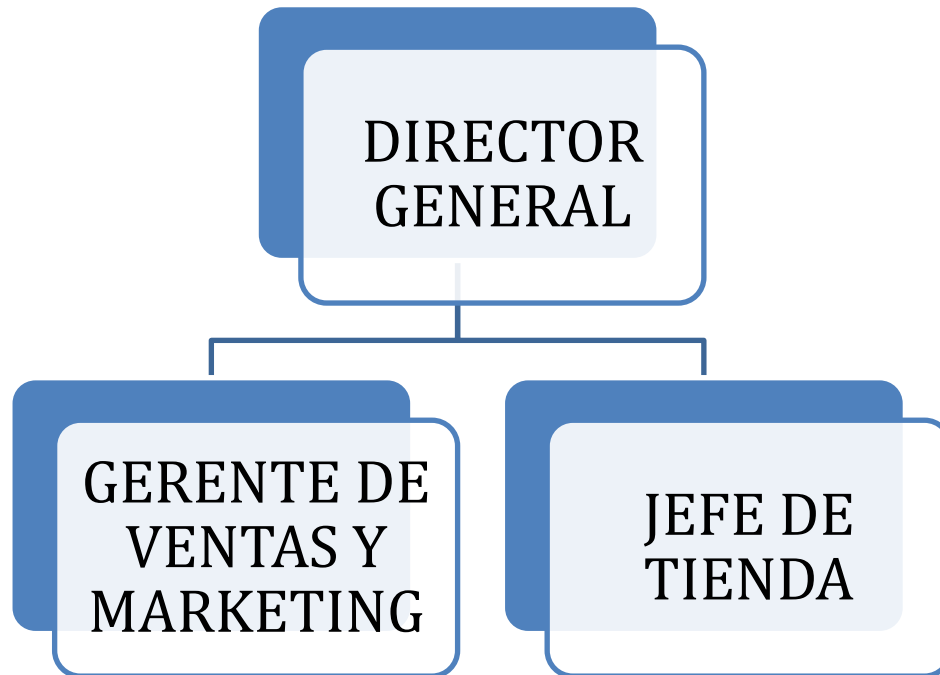 DIRECTOR
GENERAL
GERENTE DE
VENTAS Y
MARKETING
JEFE DE
TIENDA